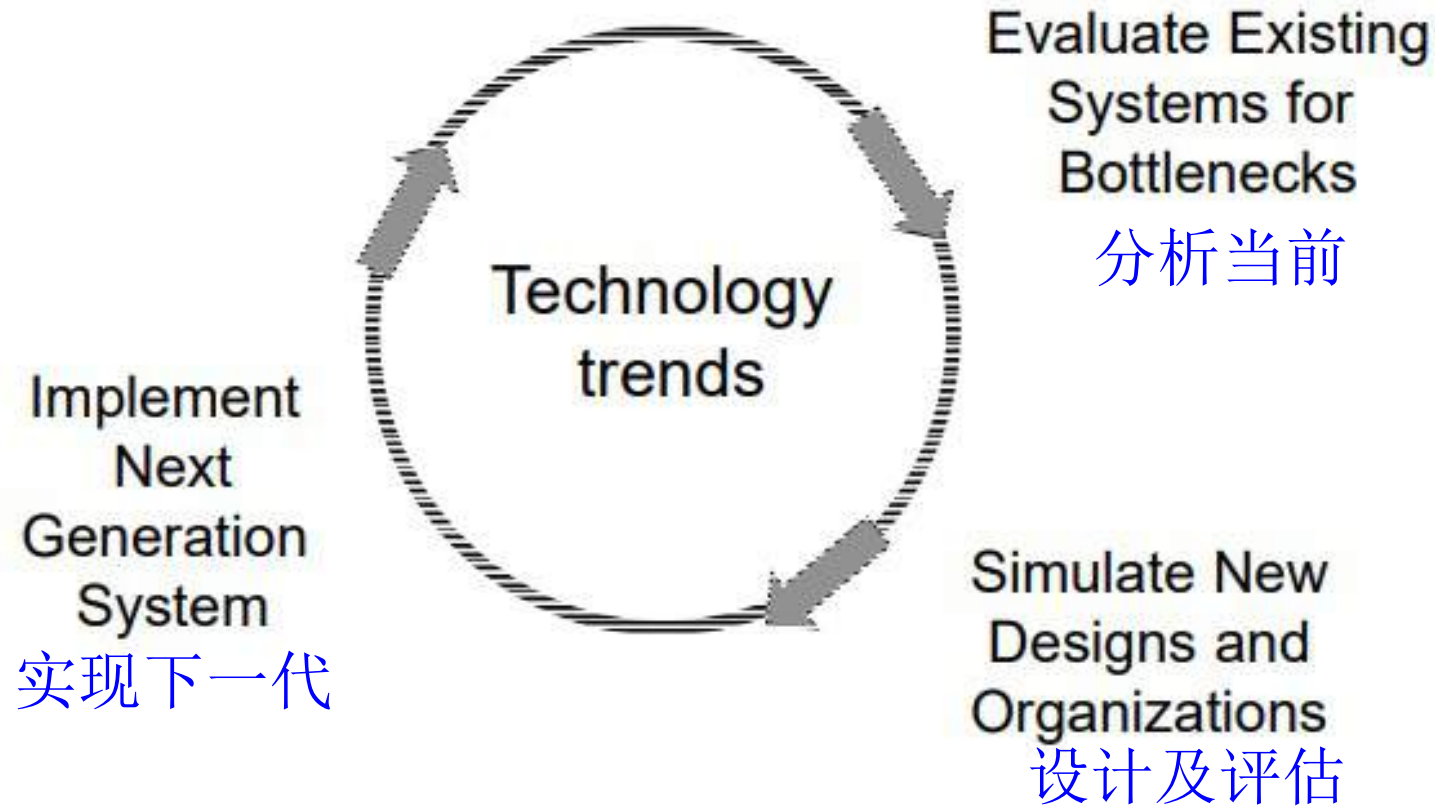 Evaluate Existing
Systems for
Bottlenecks
分析当前
Technology
trends
Implement
Next
Generation
System
实现下一代
Simulate New
Designs and
Organizations
设计及评估